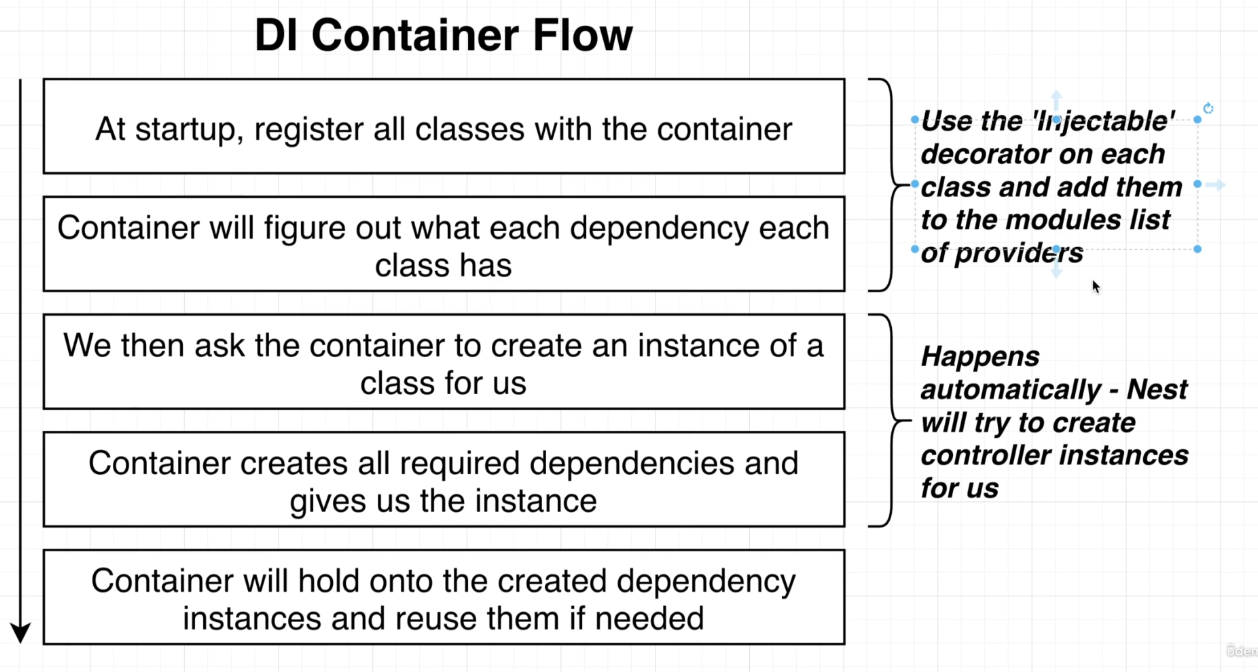 DI Container Flow
At startup, register all classes with the container
Container will figure out what each dependency each
class has
We then ask the container to create an instance of a
class for us
Container creates all required dependencies and
gives us the instance
Container will hold onto the created dependency
instances and reuse them if needed
Use the 'Injectable'
decorator on each
class and add them
to the modules list
of providers
Happens
automatically - Nest
will try to create
controller instances
for us